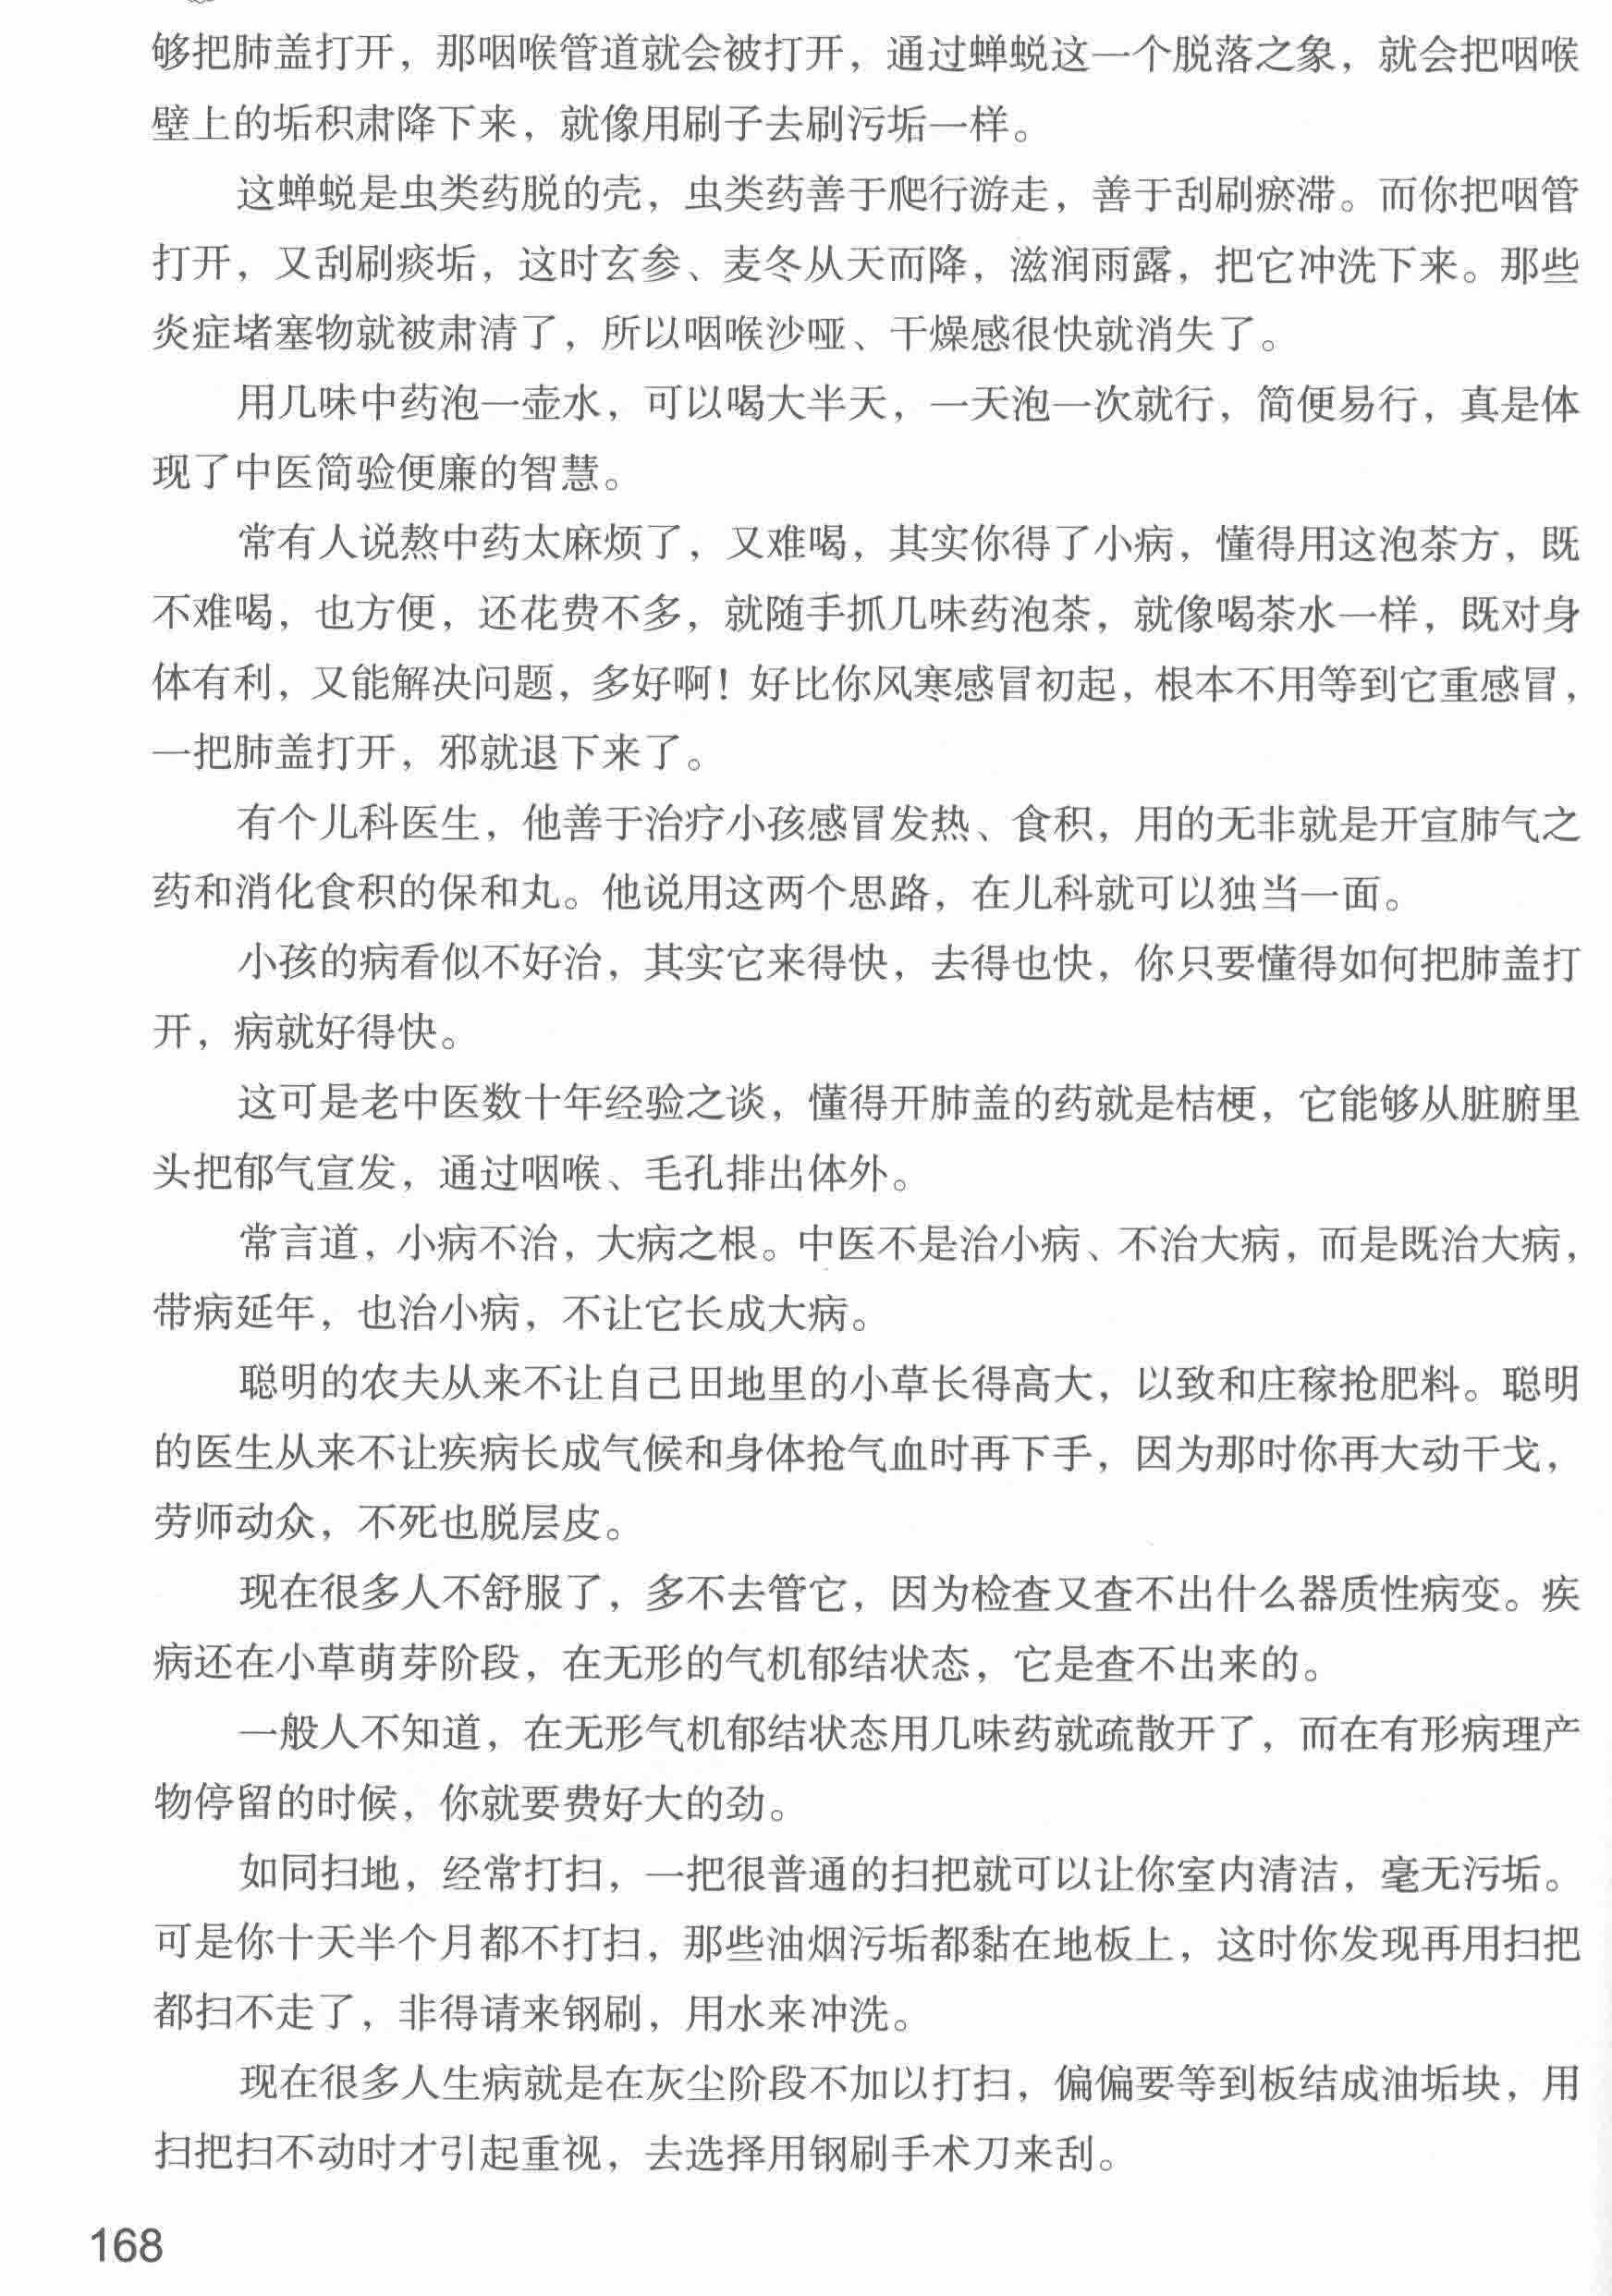 够把肺盖打开，那咽喉管道就会被打开，通过蝉蜕这一个脱落之象，就会把咽喉
壁上的垢积肃降下来，就像用刷子去刷污垢一样。
这蝉蜕是虫类药脱的壳，虫类药善于爬行游走，善于刮刷瘀滞。而你把咽管
打开，又刮刷痰垢，这时玄参、麦冬从天而降，滋润雨露，把它冲洗下来。那些
炎症堵塞物就被肃清了，所以咽喉沙哑、干燥感很快就消失了。
用几味中药泡一壶水，可以喝大半天，一天泡一次就行，简便易行，真是体
现了中医简验便廉的智慧。
常有人说熬中药太麻烦了，又难喝，其实你得了小病，懂得用这泡茶方，既
不难喝，也方便，还花费不多，就随手抓几味药泡茶，就像喝茶水一样，既对身
体有利，又能解决问题，多好啊！好比你风寒感冒初起，根本不用等到它重感冒，
一把肺盖打开，邪就退下来了。
有个儿科医生，他善于治疗小孩感冒发热、食积，用的无非就是开宣肺气之
药和消化食积的保和丸。他说用这两个思路，在儿科就可以独当一面。
小孩的病看似不好治，其实它来得快，去得也快，你只要懂得如何把肺盖打
开，病就好得快。
这可是老中医数十年经验之谈，懂得开肺盖的药就是桔梗，它能够从脏腑里
头把郁气宣发，通过咽喉、毛孔排出体外。
常言道，小病不治，大病之根。中医不是治小病、不治大病，而是既治大病，
带病延年，也治小病，不让它长成大病。
聪明的农夫从来不让自己田地里的小草长得高大，以致和庄稼抢肥料。聪明
的医生从来不让疾病长成气候和身体抢气血时再下手，因为那时你再大动干戈，
劳师动众，不死也脱层皮。
现在很多人不舒服了，多不去管它，因为检查又查不出什么器质性病变。疾
病还在小草萌芽阶段，在无形的气机郁结状态，它是查不出来的。
一般人不知道，在无形气机郁结状态用几味药就疏散开了，而在有形病理产
物停留的时候，你就要费好大的劲。
如同扫地，经常打扫，一把很普通的扫把就可以让你室内清洁，毫无污垢。
可是你十天半个月都不打扫，那些油烟污垢都黏在地板上，这时你发现再用扫把
都扫不走了，非得请来钢刷，用水来冲洗。
现在很多人生病就是在灰尘阶段不加以打扫，偏偏要等到板结成油垢块，用
扫把扫不动时才引起重视，去选择用钢刷手术刀来刮。
168